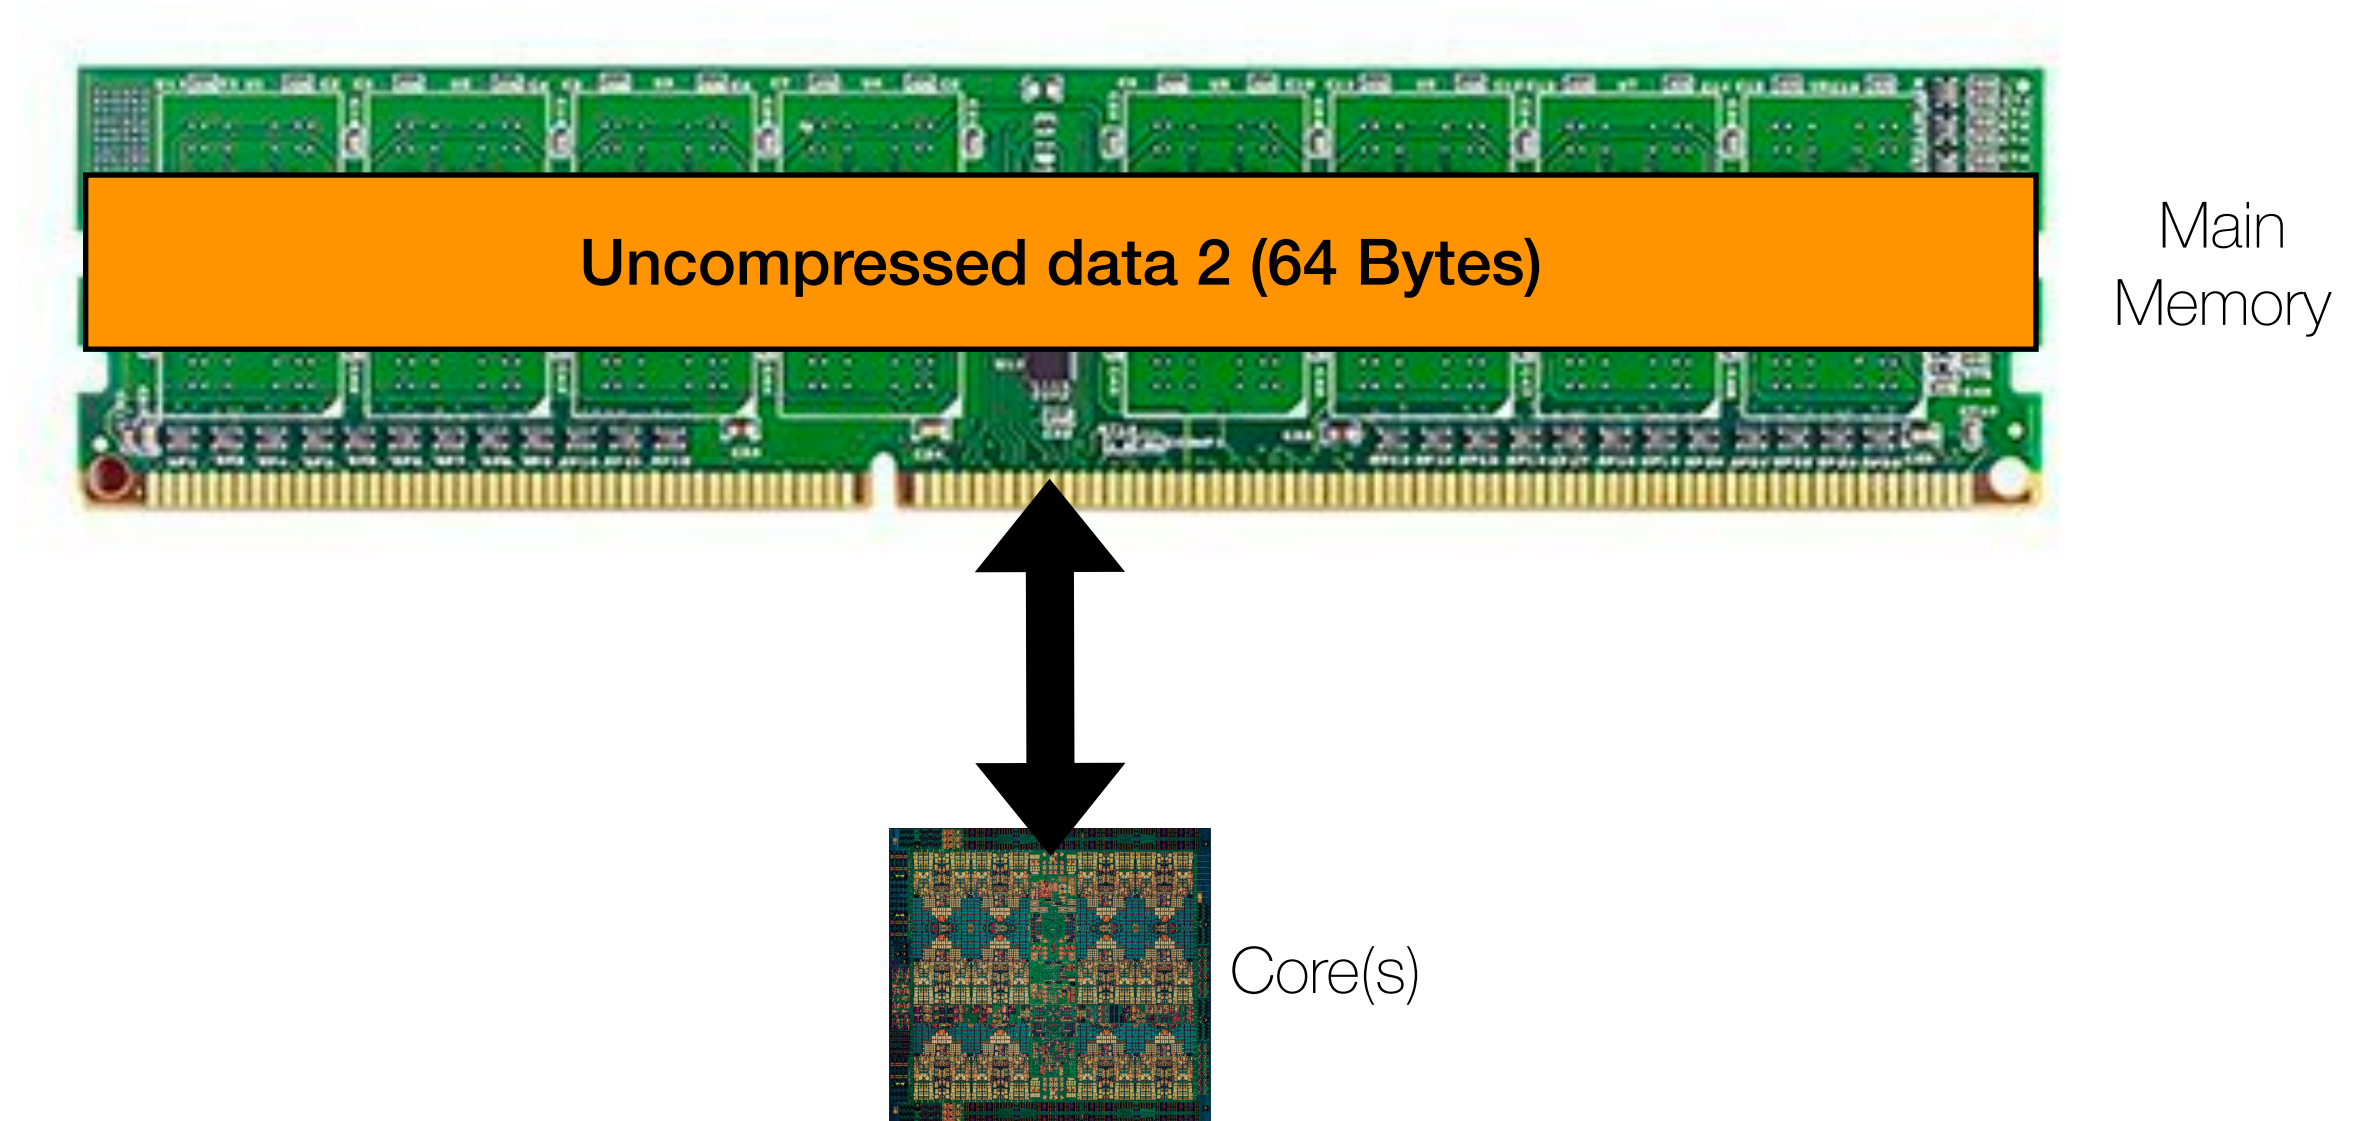 Uncompressed data 2 (64 Bytes)
Main
Memory
Core(s)